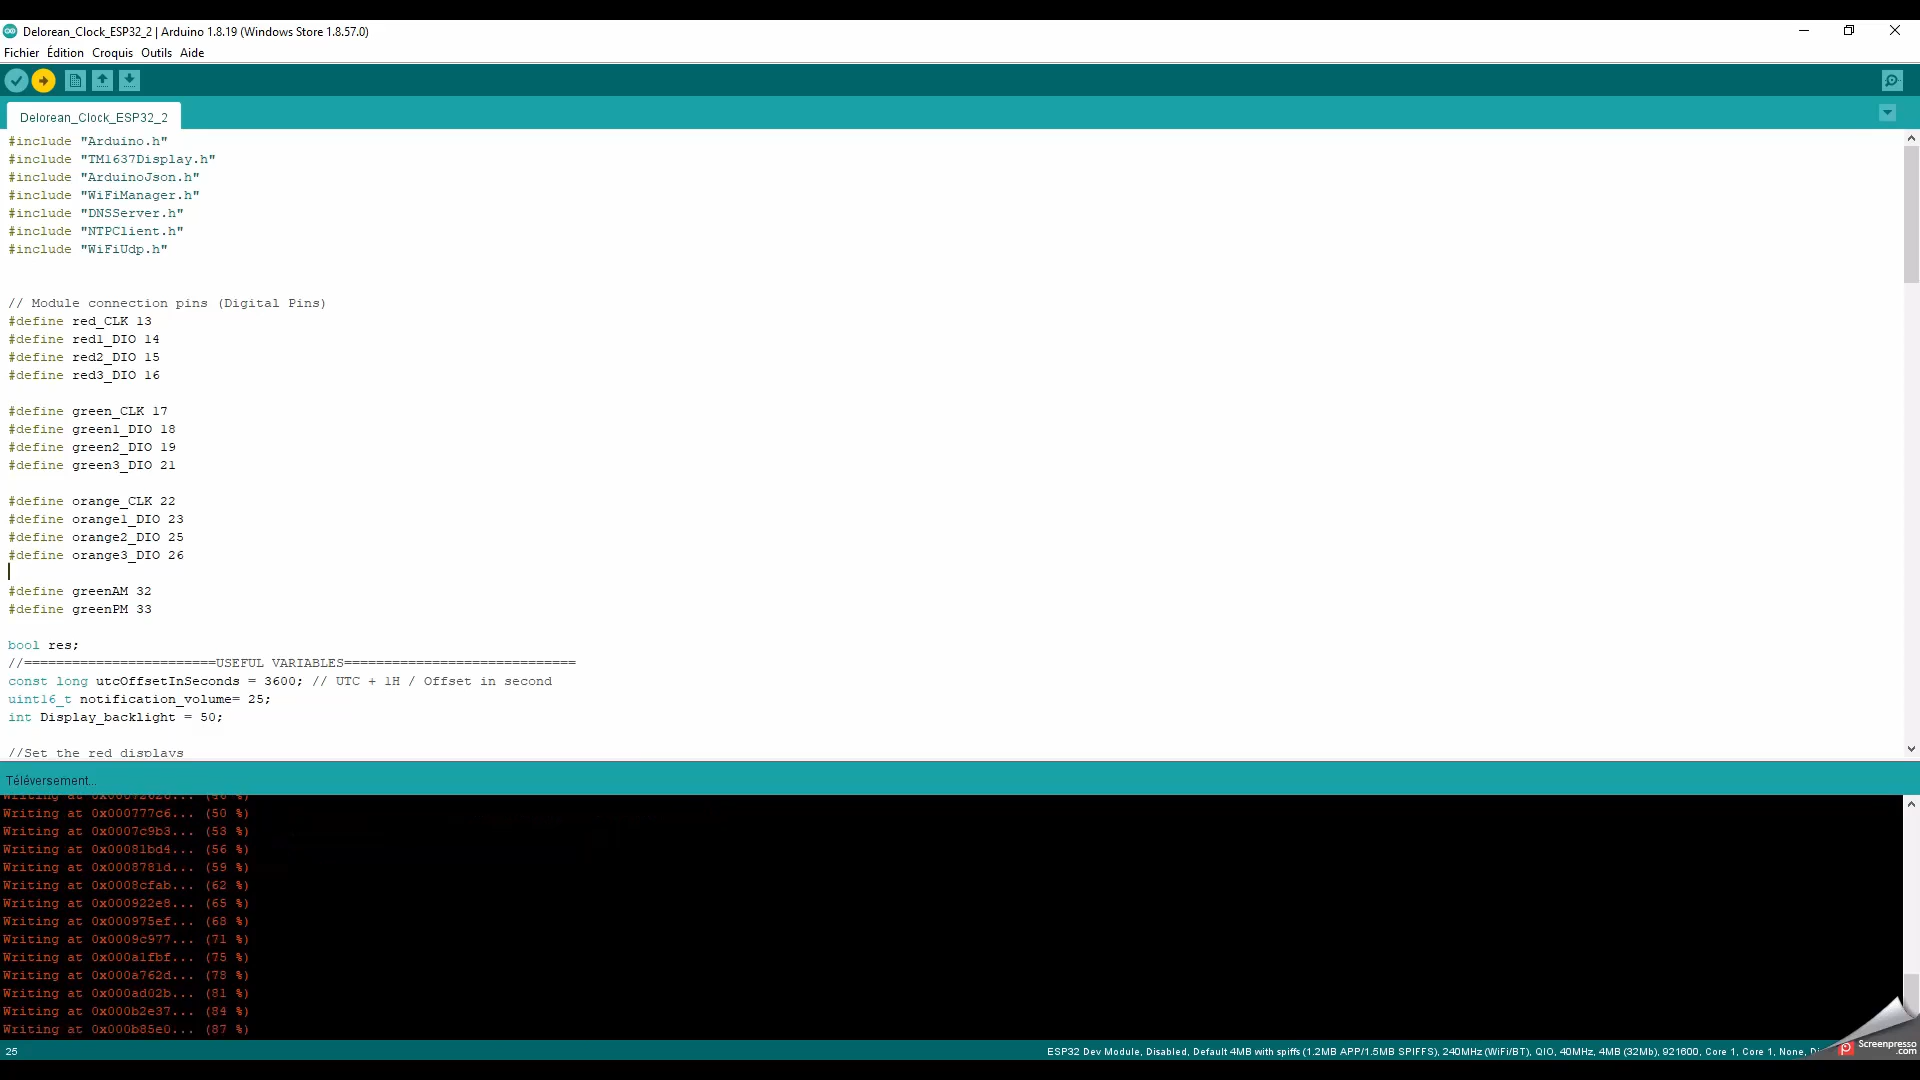 Delorean_Clock_ESP32_2 | Arduino 1.8.19 (Windows Store 1.8.57.0)
Fichier Édition Croquis Outils Aide
Delorean_Clock_ESP32_2
#include "Arduino.h"
#include "TM1637Display.h"
#include "ArduinoJson.h"
#include "WiFiManager.h"
#include "DNSServer.h"
#include "NTPClient.h"
#include "WiFiUdp.h"
// Module connection pins (Digital Pins)
#define red_CLK 13
#define red1_DIO 14
#define red2_DIO 15
#define red3_DIO 16
#define green_CLK 17
#define green1_DIO 18
#define green2_DIO 19
#define green3_DIO 21
#define orange_CLK 22
#define orange1_DIO 23
#define orange2_DIO 25
#define orange3_DIO 26
#define greenAM 32
#define greenPM 33
bool res;
//========================USEFUL VARIABLES=============================
const long utcOffsetInSeconds = 3600; // UTC + 1H / Offset in second
uint16_t notification_volume= 25;
int Display_backlight = 50;
//Set the red displays
Téléversement...
Writing at
Writing at 0x000777c6... (50 %)
Writing at 0x0007c9b3... (53 %)
Writing at 0x00081bd4... (56 %)
Writing at 0x0008781d... (59 %)
Writing at 0x0008cfab... (62 %)
Writing at 0x000922e8... (65 %)
Writing at 0x000975ef... (68 %)
Writing at 0x0009c977... (71 %)
Writing at 0x000a1fbf... (75 %)
Writing at 0x000a762d... (78 %)
Writing at 0x000ad02b... (81 %)
Writing at 0x000b2e37... (84 %)
Writing at 0x000b85e0... (87 %)
25
ESP32 Dev Module, Disabled, Default 4MB with spiffs (1.2MB APP/1.5MB SPIFFS), 240MHz (WiFi/BT), QIO, 40MHz, 4MB (32Mb), 921600, Core 1, Core 1, None,
Screenpresso
.com